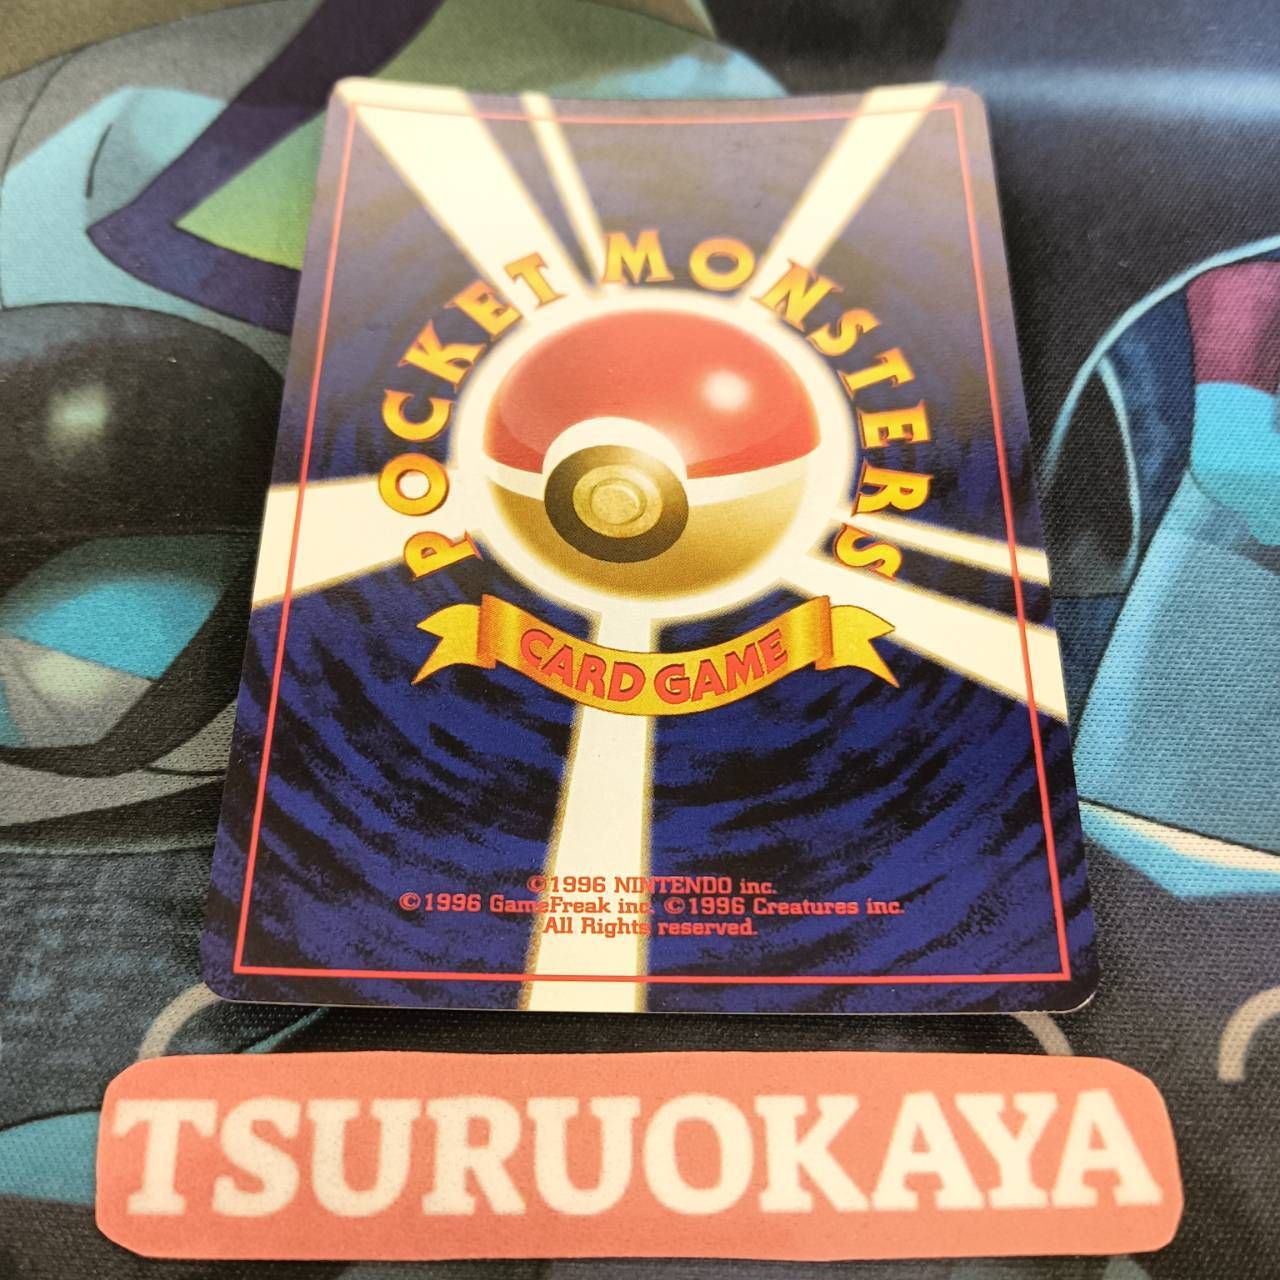 POCKET MONSTERS
CARD GAME
©1996 NINTENDO inc.
©1996 GameFreak inc. ©1996 Creatures inc.
All Rights reserved.
TSURUOKAYA